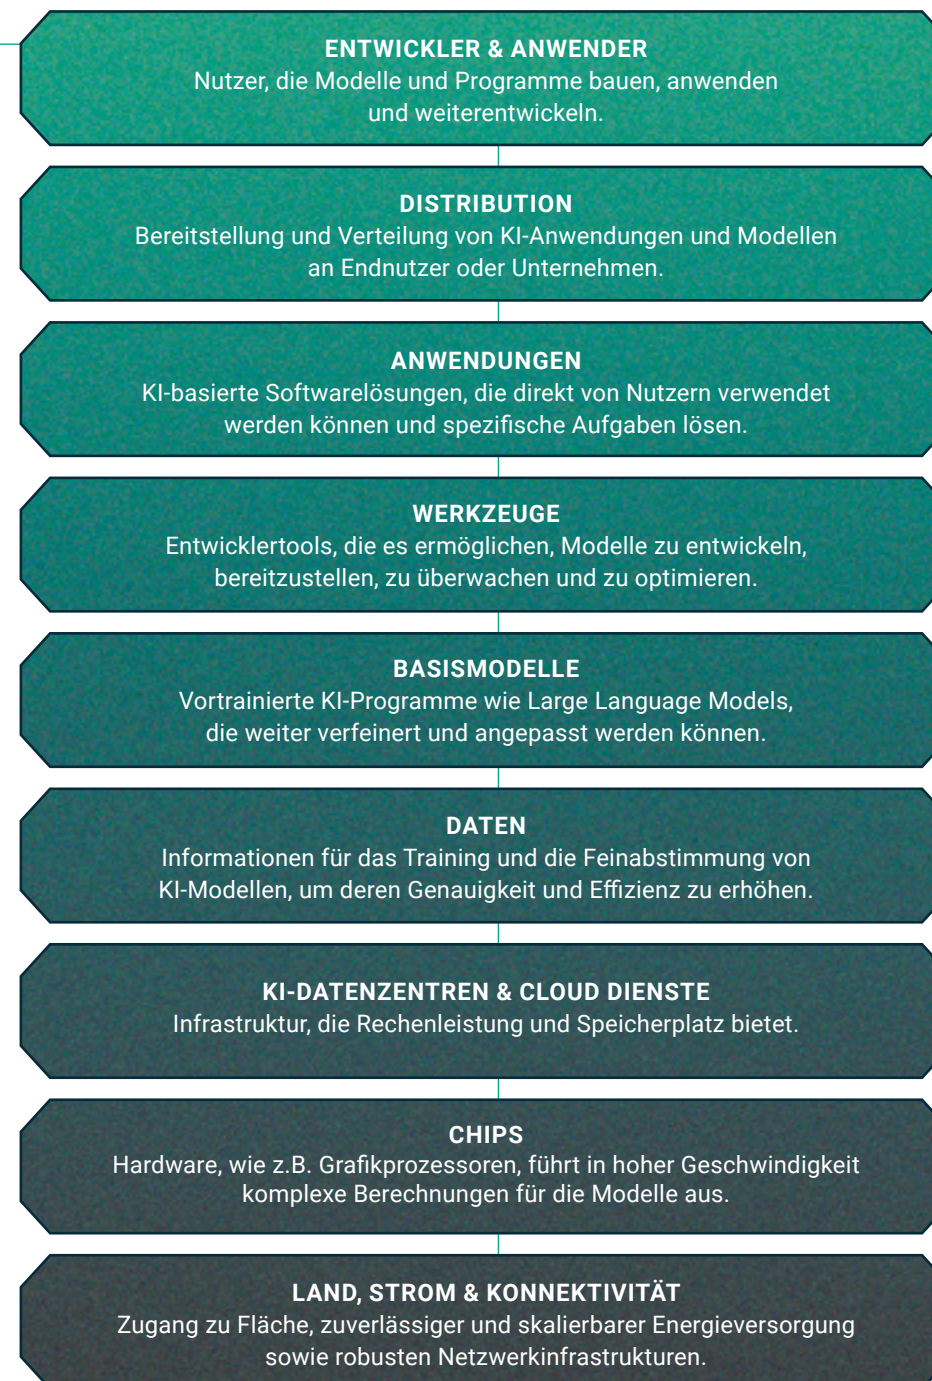 ENTWICKLER & ANWENDER
Nutzer, die Modelle und Programme bauen, anwenden
und weiterentwickeln.
DISTRIBUTION
Bereitstellung und Verteilung von KI-Anwendungen und Modellen
an Endnutzer oder Unternehmen.
ANWENDUNGEN
KI-basierte Softwarelösungen, die direkt von Nutzern verwendet
werden können und spezifische Aufgaben lösen.
WERKZEUGE
Entwicklertools, die es ermöglichen, Modelle zu entwickeln,
bereitzustellen, zu überwachen und zu optimieren.
BASISMODELLE
Vortrainierte KI-Programme wie Large Language Models,
die weiter verfeinert und angepasst werden können.
DATEN
Informationen für das Training und die Feinabstimmung von
KI-Modellen, um deren Genauigkeit und Effizienz zu erhöhen.
KI-DATENZENTREN & CLOUD DIENSTE
Infrastruktur, die Rechenleistung und Speicherplatz bietet.
CHIPS
Hardware, wie z.B. Grafikprozessoren, führt in hoher Geschwindigkeit
komplexe Berechnungen für die Modelle aus.
LAND, STROM & KONNEKTIVITÄT
Zugang zu Fläche, zuverlässiger und skalierbarer Energieversorgung
sowie robusten Netzwerkinfrastrukturen.